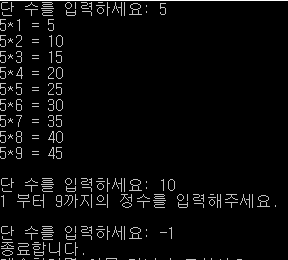 단 수를 입력하세요: 5
5*1 = 5
5*2 = 10
5*3 = 15
5*4 = 20
5*5 = 25
5*6 = 30
5*7 = 35
5*8 = 40
5*9 = 45
단 수를 입력하세요: 10
1 부터 9까지의 정수를 입력해주세요.
단 수를 입력하세요: -1
종료합니다.